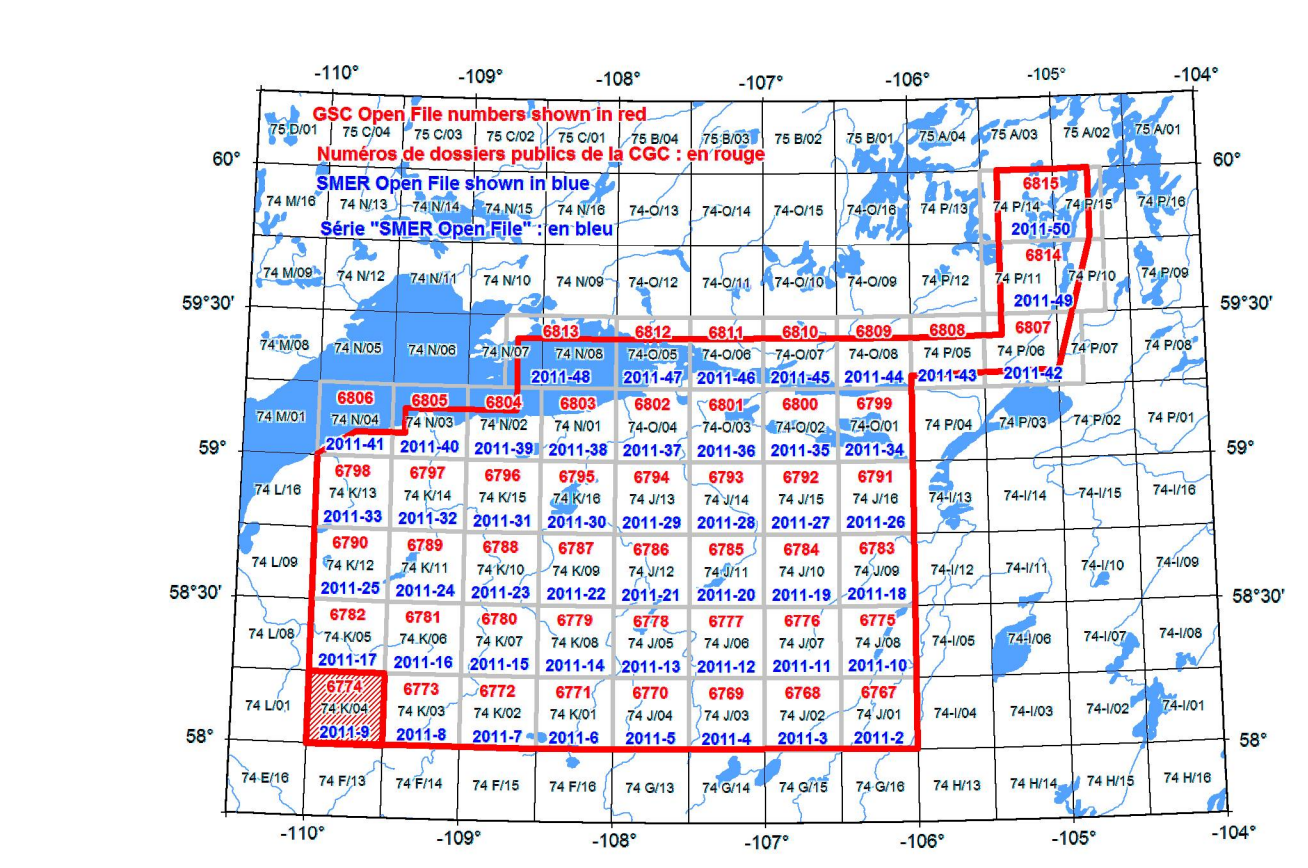 -110° -109° -108° -107° -106° -105° -104°
GSC Open File numbers shown in red
75 D/01 75 C/04 75 C/03 75 C/02 75 C/01 75 B/04 75 B/03 75 B/02 75 B/01 75 A/04 75 A/03 75 A/02 75 A/01
Numéros de dossiers publics de la CGC : en rouge
60° 60°
SMER Open File shown in blue
6815
74 M/16 74 N/13 74 N/14 74 N/15 74 N/16 74-O/13 74-O/14 74-O/15 74-O/16 74 P/13 74 P/14 74 P/15 74 P/16
Série "SMER Open File" : en bleu
2011-50
6814
74 M/09 74 N/12 74 N/11 74 N/10 74 N/09 74-O/12 74-O/11 74-O/10 74-O/09 74 P/12 74 P/11 74 P/10 74 P/09
59°30' 2011-49 59°30'
6813 6812 6811 6810 6809 6808 6807
74 M/08 74 N/05 74 N/06 74 N/07 74 N/08 74-O/05 74-O/06 74-O/07 74-O/08 74 P/05 74 P/06 74 P/07 74 P/08
2011-48 2011-47 2011-46 2011-45 2011-44 2011-43 2011-42
6806 6805 6804 6803 6802 6801 6800 6799
74 M/01 74 N/04 74 N/03 74 N/02 74 N/01 74-O/04 74-O/03 74-O/02 74-O/01 74 P/04 74 P/03 74 P/02 74 P/01
59° 2011-41 2011-40 2011-39 2011-38 2011-37 2011-36 2011-35 2011-34 59°
6798 6797 6796 6795 6794 6793 6792 6791
74 L/16 74 K/13 74 K/14 74 K/15 74 K/16 74 J/13 74 J/14 74 J/15 74 J/16 74-I/13 74-I/14 74-I/15 74-I/16
2011-33 2011-32 2011-31 2011-30 2011-29 2011-28 2011-27 2011-26
6790 6789 6788 6787 6786 6785 6784 6783
74 L/09 74 K/12 74 K/11 74 K/10 74 K/09 74 J/12 74 J/11 74 J/10 74 J/09 74-I/12 74-I/11 74-I/10 74-I/09
58°30' 2011-25 2011-24 2011-23 2011-22 2011-21 2011-20 2011-19 2011-18 58°30'
6782 6781 6780 6779 6778 6777 6776 6775
74 L/08 74 K/05 74 K/06 74 K/07 74 K/08 74 J/05 74 J/06 74 J/07 74 J/08 74-I/05 74-I/06 74-I/07 74-I/08
2011-17 2011-16 2011-15 2011-14 2011-13 2011-12 2011-11 2011-10
6774 6773 6772 6771 6770 6769 6768 6767
74 L/01 74 K/04 74 K/03 74 K/02 74 K/01 74 J/04 74 J/03 74 J/02 74 J/01 74-I/04 74-I/03 74-I/02 74-I/01
58° 2011-9 2011-8 2011-7 2011-6 2011-5 2011-4 2011-3 2011-2 58°
74 E/16 74 F/13 74 F/14 74 F/15 74 F/16 74 G/13 74 G/14 74 G/15 74 G/16 74 H/13 74 H/14 74 H/15 74 H/16
-110° -109° -108° -107° -106° -105° -104°